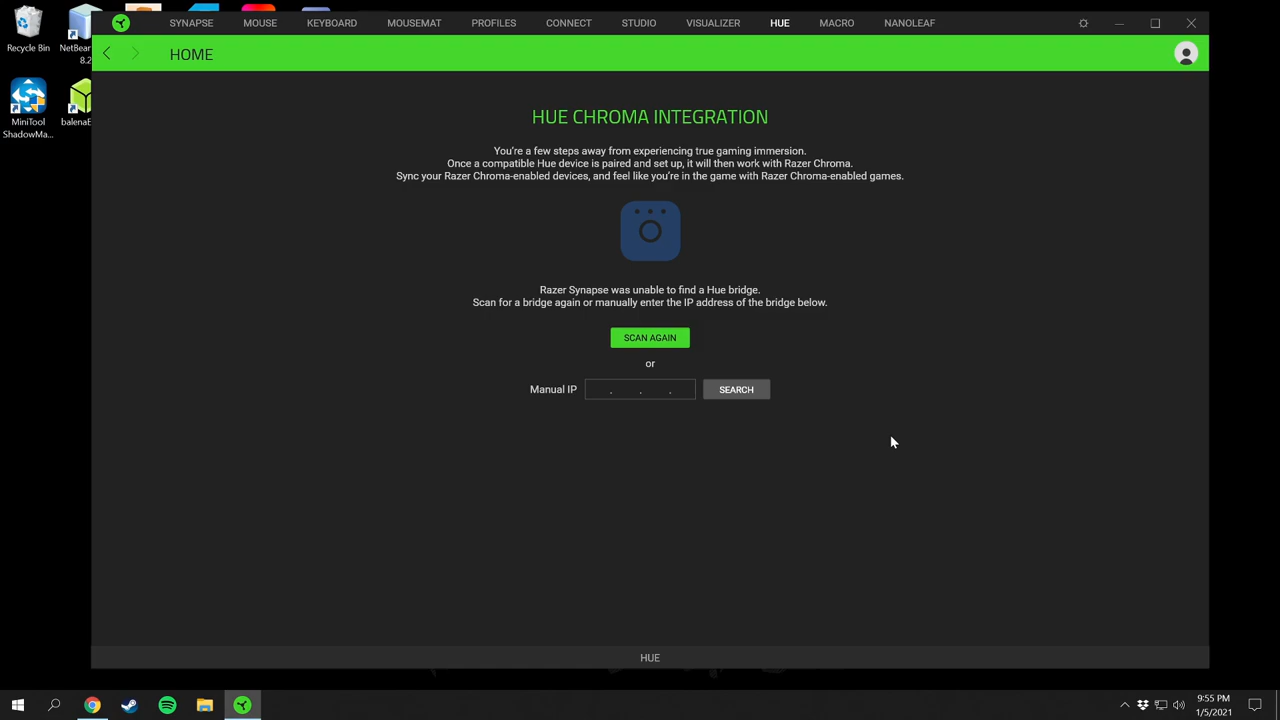 SYNAPSE MOUSE KEYBOARD MOUSEMAT PROFILES CONNECT STUDIO VISUALIZER HUE MACRO NANOLEAF
HOME
Recycle Bin
NetBean
8.2
MiniTool
ShadowMa...
balenaE
HUE CHROMA INTEGRATION
You're a few steps away from experiencing true gaming immersion.
Once a compatible Hue device is paired and set up, it will then work with Razer Chroma.
Sync your Razer Chroma-enabled devices, and feel like you're in the game with Razer Chroma-enabled games.
Razer Synapse was unable to find a Hue bridge.
Scan for a bridge again or manually enter the IP address of the bridge below.
SCAN AGAIN
or
Manual IP . . . SEARCH
HUE
9:55 PM
1/5/2021